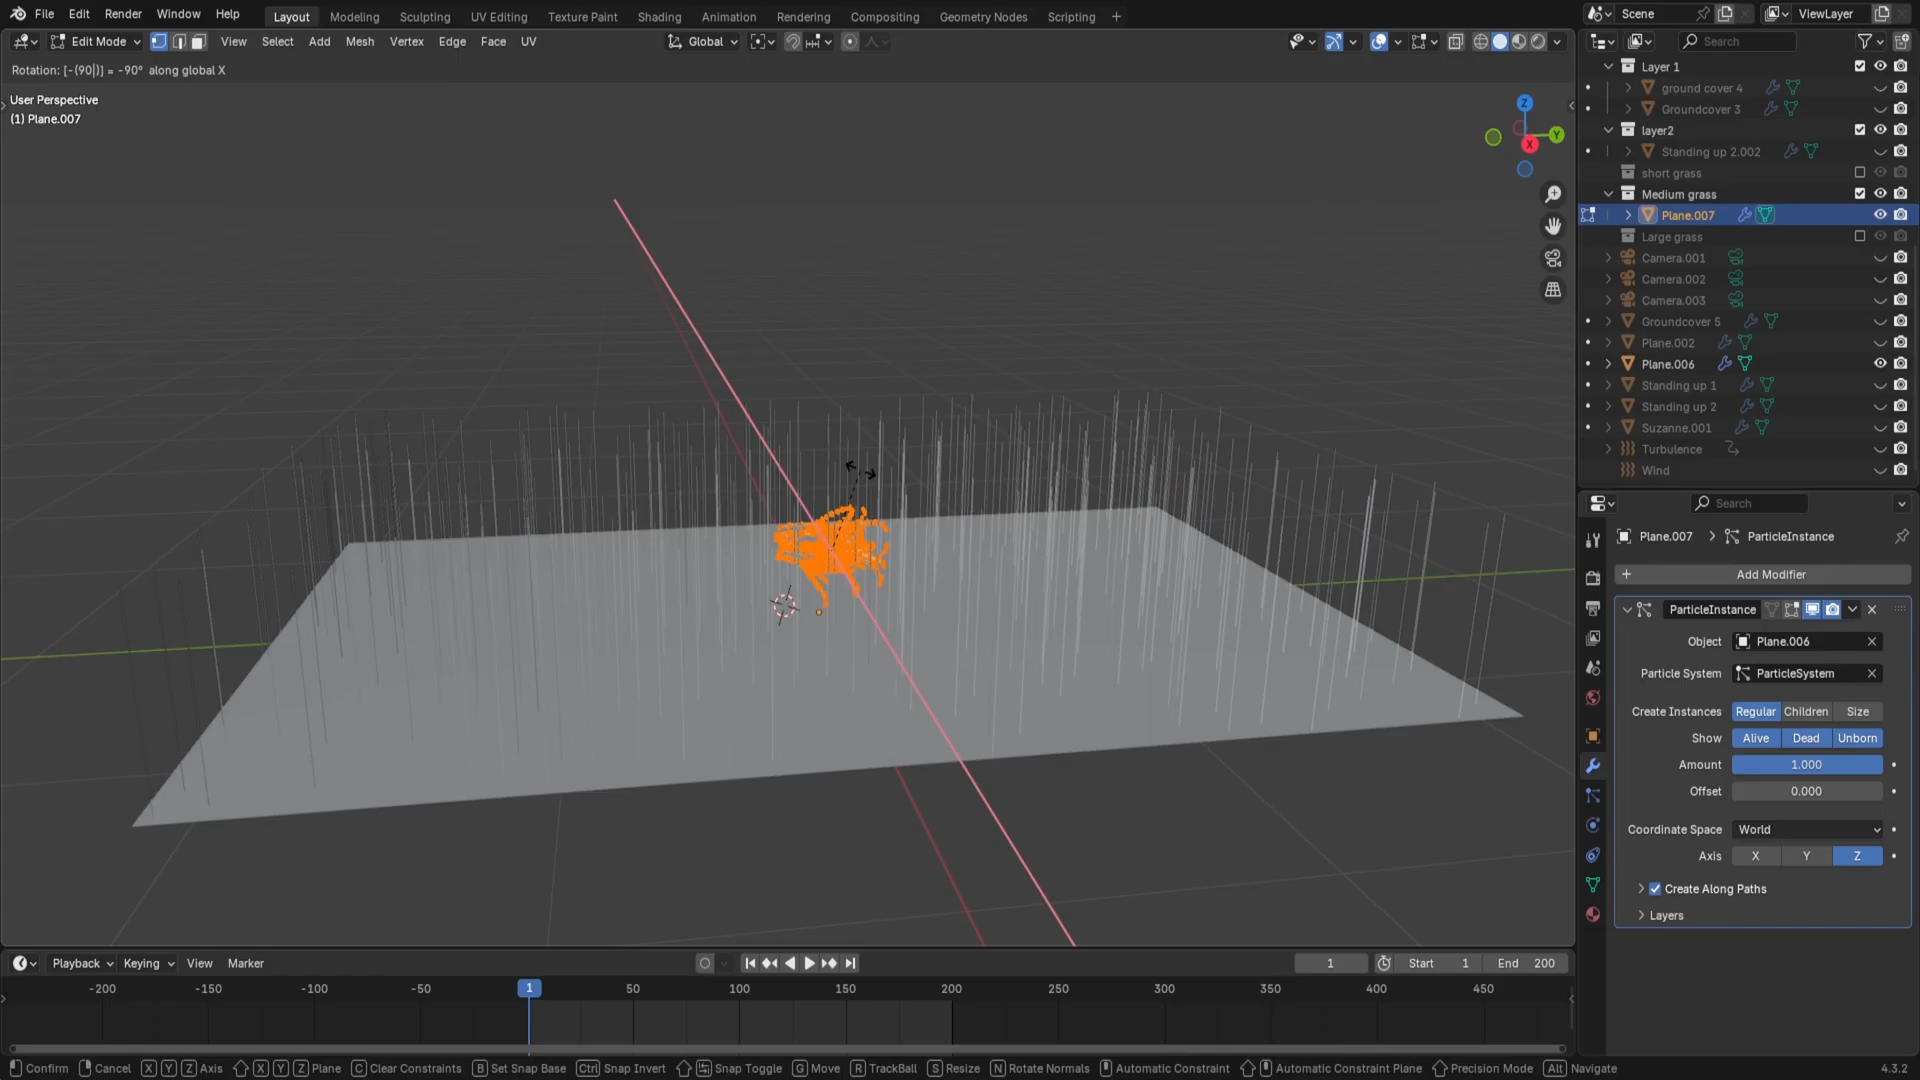 File Edit Render Window Help Layout Modeling Sculpting UV Editing Texture Paint Shading Animation Rendering Compositing Geometry Nodes Scripting + Scene ViewLayer
Edit Mode View Select Add Mesh Vertex Edge Face UV Global Search
Rotation: [-(90|)] = -90° along global X
User Perspective
(1) Plane.007
Z
Y
X
Layer 1
ground cover 4
Groundcover 3
layer2
Standing up 2.002
short grass
Medium grass
Plane.007
Large grass
Camera.001
Camera.002
Camera.003
Groundcover 5
Plane.002
Plane.006
Standing up 1
Standing up 2
Suzanne.001
Turbulence
Wind
Search
Plane.007 > ParticleInstance
+ Add Modifier
ParticleInstance
Object Plane.006
Particle System ParticleSystem
Create Instances Regular Children Size
Show Alive Dead Unborn
Amount 1.000
Offset 0.000
Coordinate Space World
Axis X Y Z
Create Along Paths
Layers
Playback Keying View Marker 1 Start 1 End 200
-200 -150 -100 -50 1 50 100 150 200 250 300 350 400 450
Confirm Cancel X Y Z Axis X Y Z Plane C Clear Constraints B Set Snap Base Ctrl Snap Invert Snap Toggle G Move R TrackBall S Resize N Rotate Normals Automatic Constraint Automatic Constraint Plane Precision Mode Alt Navigate 4.3.2